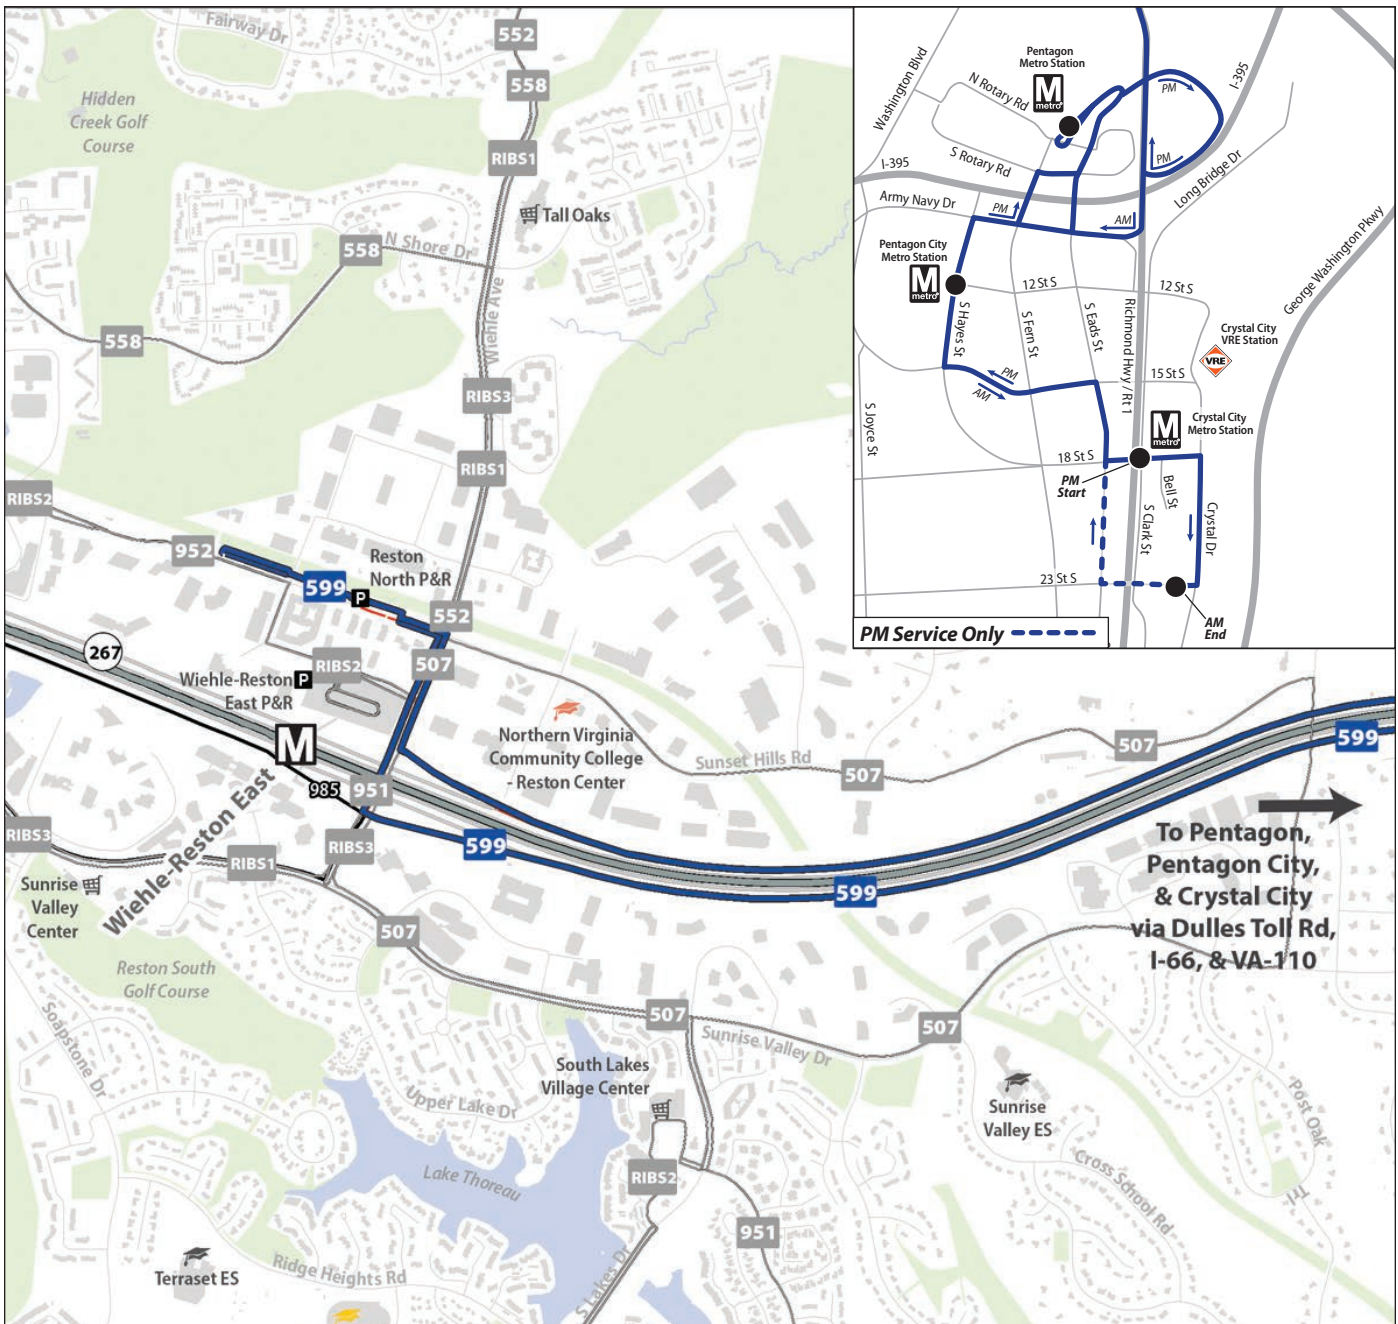 552
Fairway Dr
558
Hidden
Creek Golf
Course
RIBS1
Tall Oaks
N Shore Dr
558
558
Wiehle Ave
RIBS3
RIBS1
RIBS2
952
599
P
Reston
North P&R
552
267
RIBS2
507
Wiehle-Reston
East P&R
P
M
Northern Virginia
Community College
- Reston Center
Sunset Hills Rd
507
507
599
985
951
Wiehle-Reston East
RIBS3
RIBS3
RIBS1
599
599
To Pentagon,
Pentagon City,
& Crystal City
via Dulles Toll Rd,
I-66, & VA-110
Sunrise
Valley
Center
507
Reston South
Golf Course
Soapstone Dr
507
Sunrise Valley Dr
507
South Lakes
Village Center
Upper Lake Dr
Sunrise
Valley ES
Post Oak
Tri
Cross School Rd
Lake Thoreau
RIBS2
951
Terraset ES
Ridge Heights Rd
S Lakes Dr
Pentagon
Metro Station
M
metro
Washington Blvd
N Rotary Rd
PM
I-395
S Rotary Rd
PM
I-395
Long Bridge Dr
Army Navy Dr
PM
AM
George Washington Pkwy
Pentagon City
Metro Station
M
metro
12 St S
12 St S
S Hayes St
S Fern St
S Eads St
Richmond Hwy / Rt 1
Crystal City
VRE Station
VRE
PM
AM
15 St S
S Joyce St
M
metro
Crystal City
Metro Station
18 St S
PM
Start
Bell St
S Clark St
Crystal Dr
23 St S
AM
End
PM Service Only